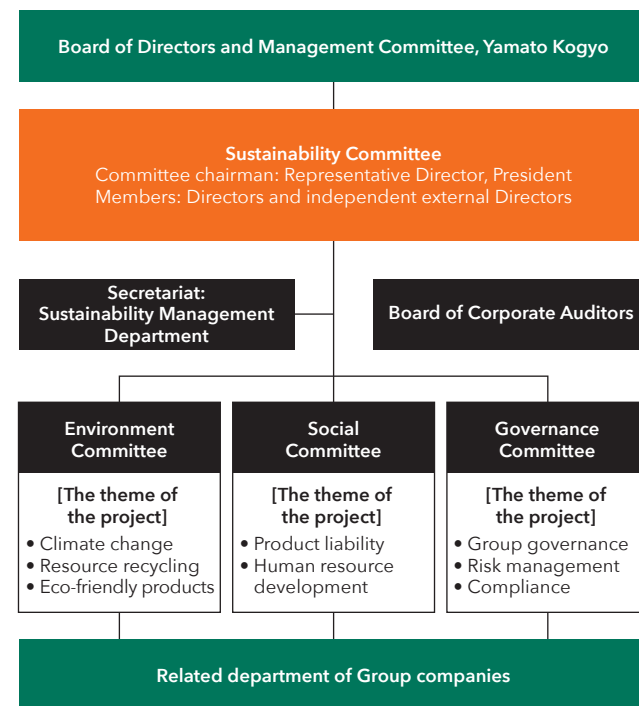 Board of Directors and Management Committee, Yamato Kogyo
Sustainability Committee
Committee chairman: Representative Director, President
Members: Directors and independent external Directors
Secretariat:
Sustainability Management
Department
Board of Corporate Auditors
Environment
Committee
[The theme of
the project]
• Climate change
• Resource recycling
• Eco-friendly products
Social
Committee
[The theme of
the project]
• Product liability
• Human resource
development
Governance
Committee
[The theme of
the project]
• Group governance
• Risk management
• Compliance
Related department of Group companies